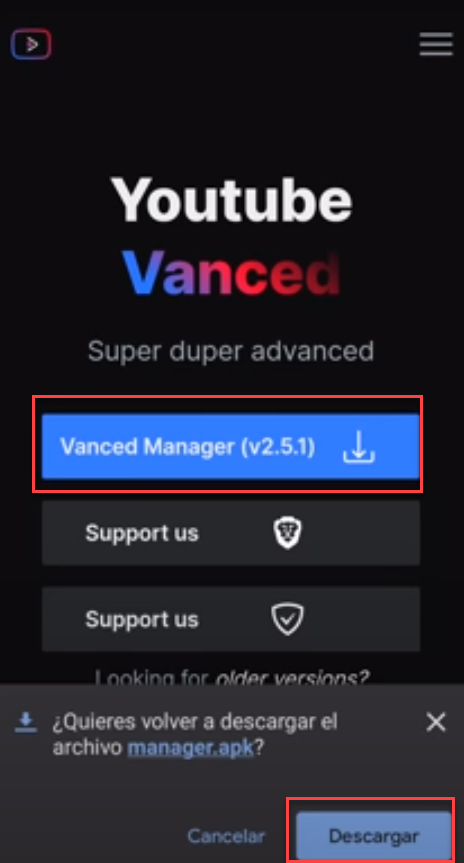 Youtube
Vanced
Super duper advanced
Vanced Manager (v2.5.1)
Support us
Support us
Looking for older versions?
¿Quieres volver a descargar el
archivo manager.apk?
Cancelar
Descargar